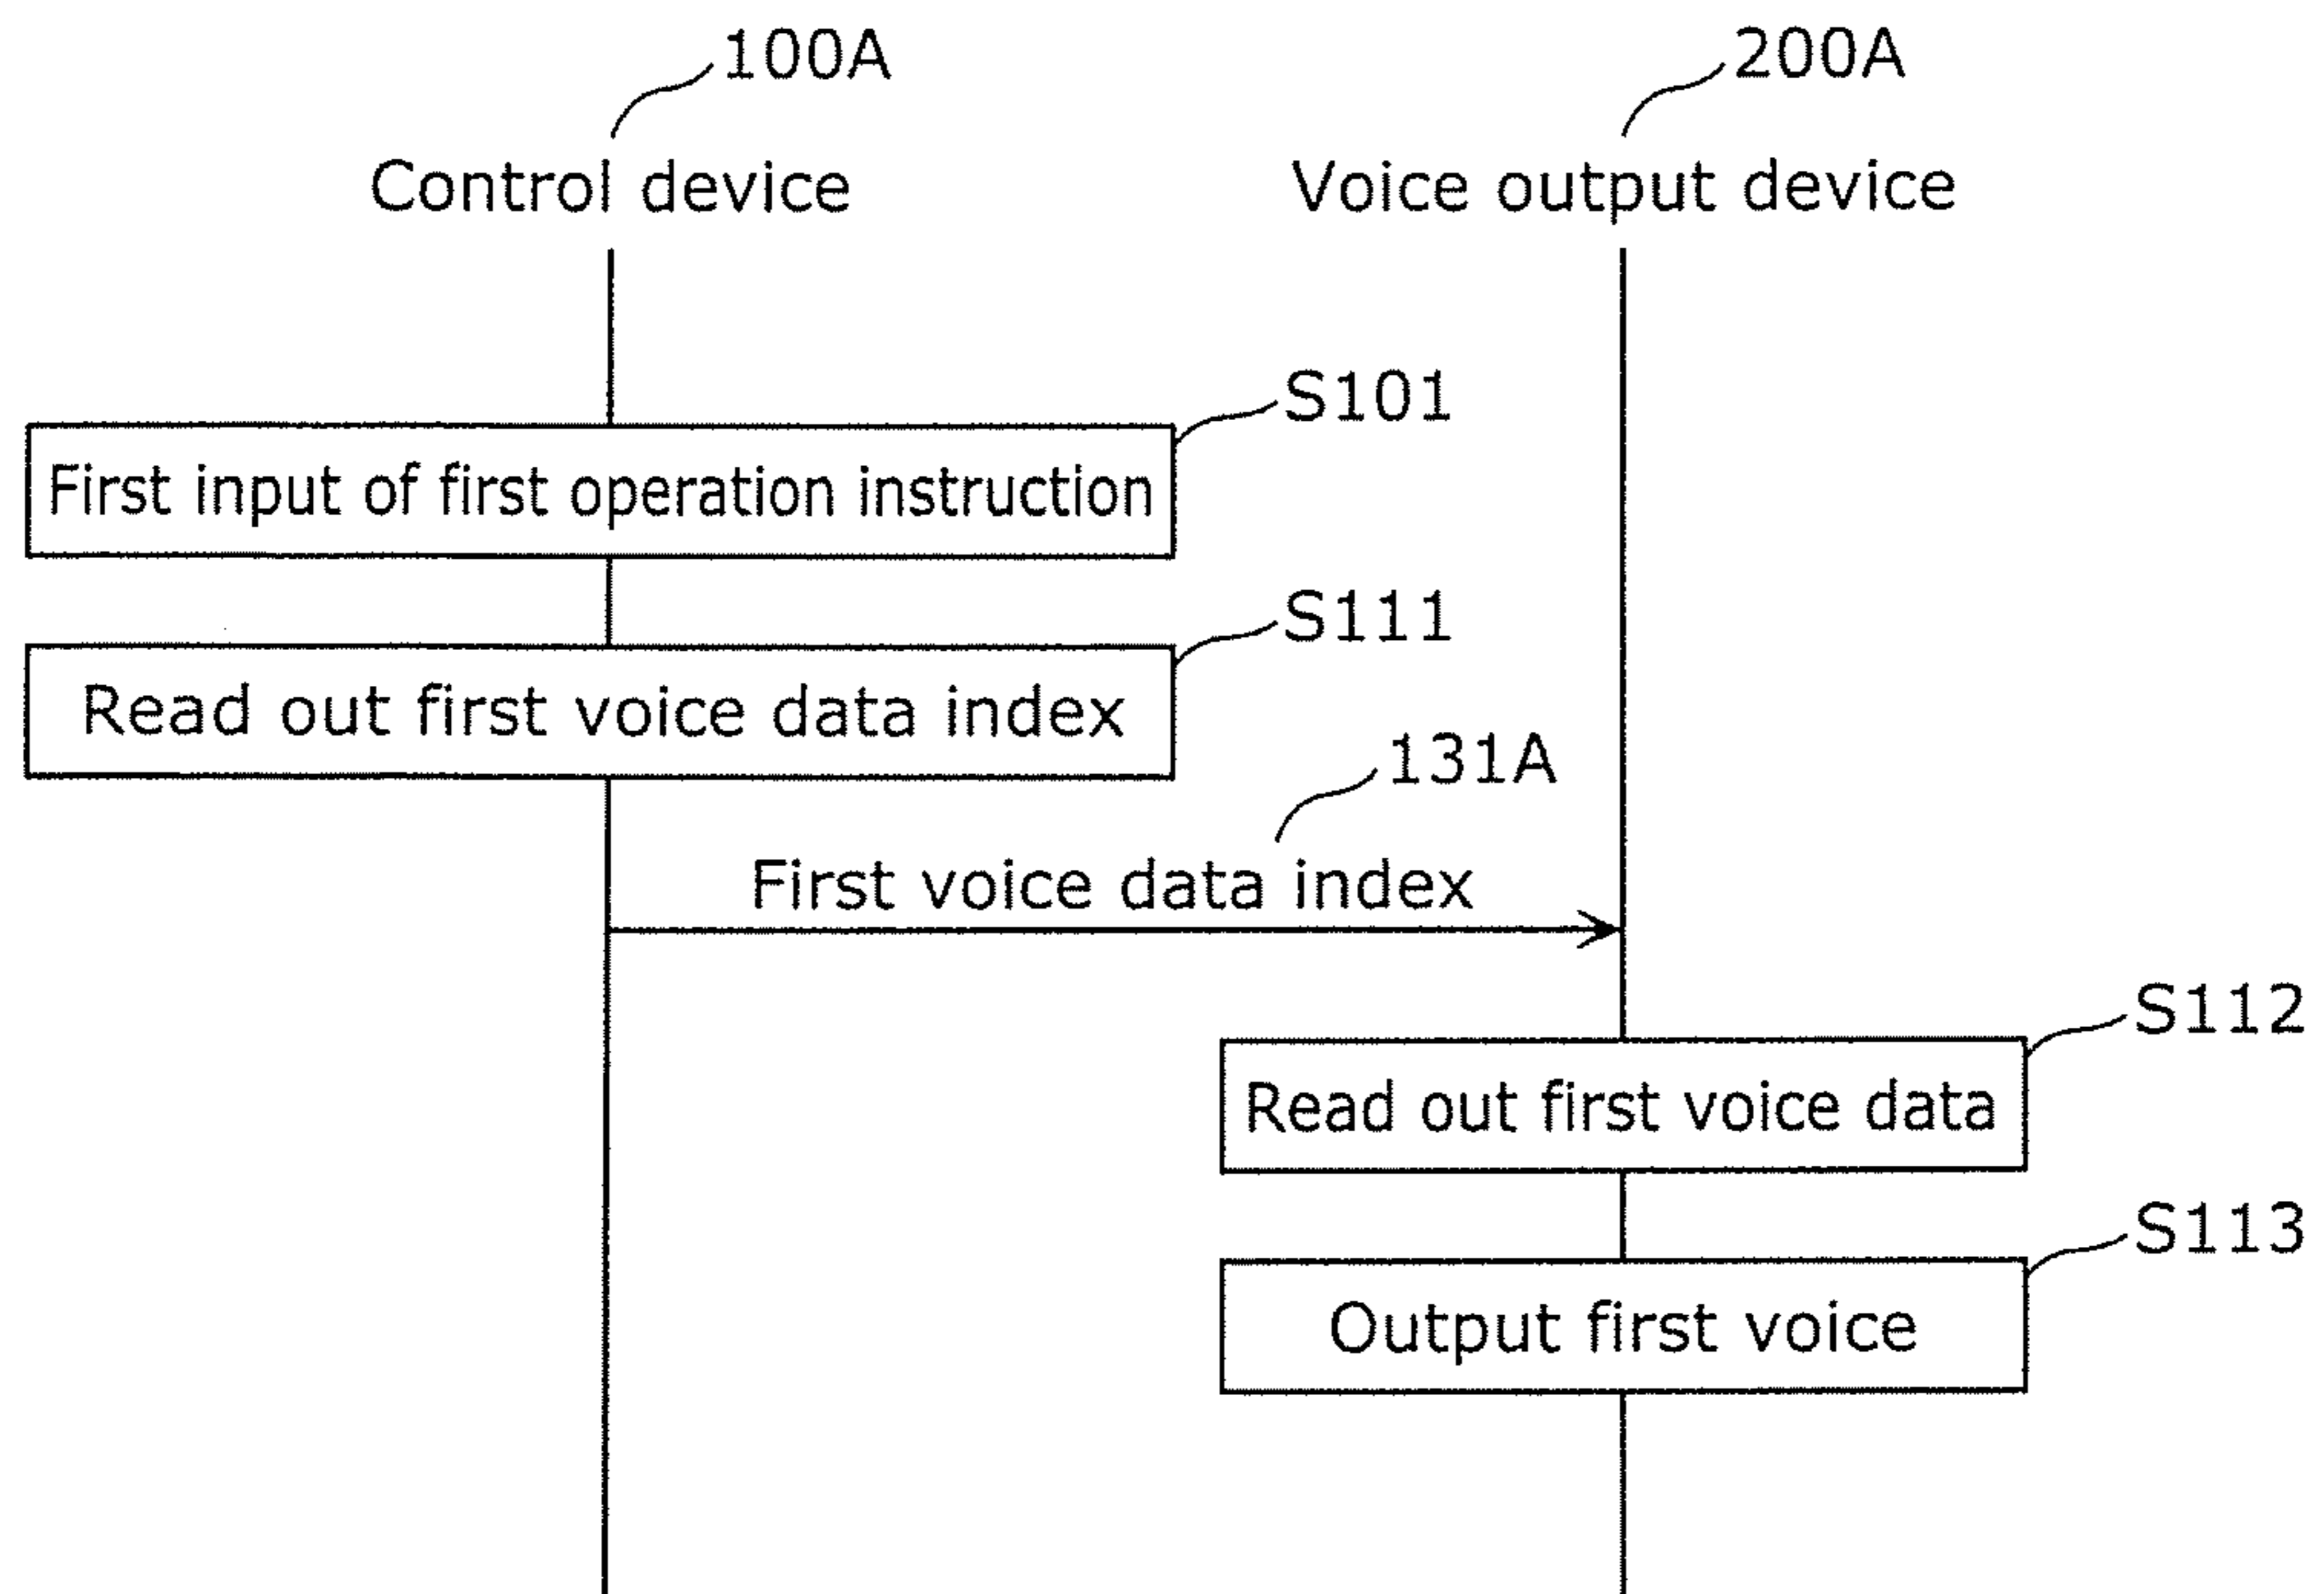 100A
200A
Control device
Voice output device
S101
First input of first operation instruction
S111
Read out first voice data index
131A
First voice data index
S112
Read out first voice data
S113
Output first voice